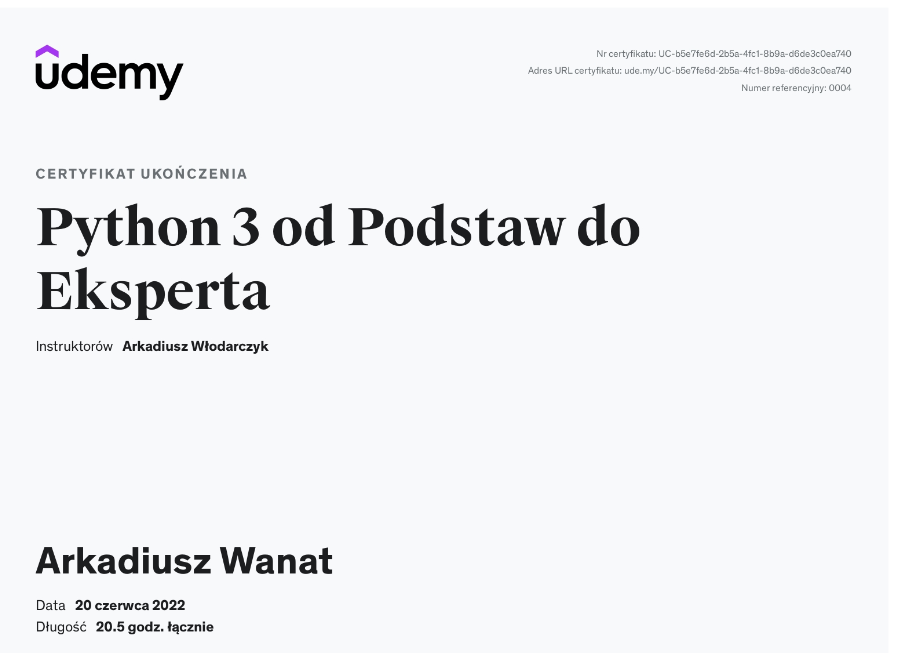 udemy
Nr certyfikatu: UC-b5e7fe6d-2b5a-4fc1-8b9a-d6de3c0ea740
Adres URL certyfikatu: ude.my/UC-b5e7fe6d-2b5a-4fc1-8b9a-d6de3c0ea740
Numer referencyjny: 0004
CERTYFIKAT UKOŃCZENIA
Python 3 od Podstaw do
Eksperta
Instruktorów Arkadiusz Włodarczyk
Arkadiusz Wanat
Data 20 czerwca 2022
Długość 20.5 godz. łącznie